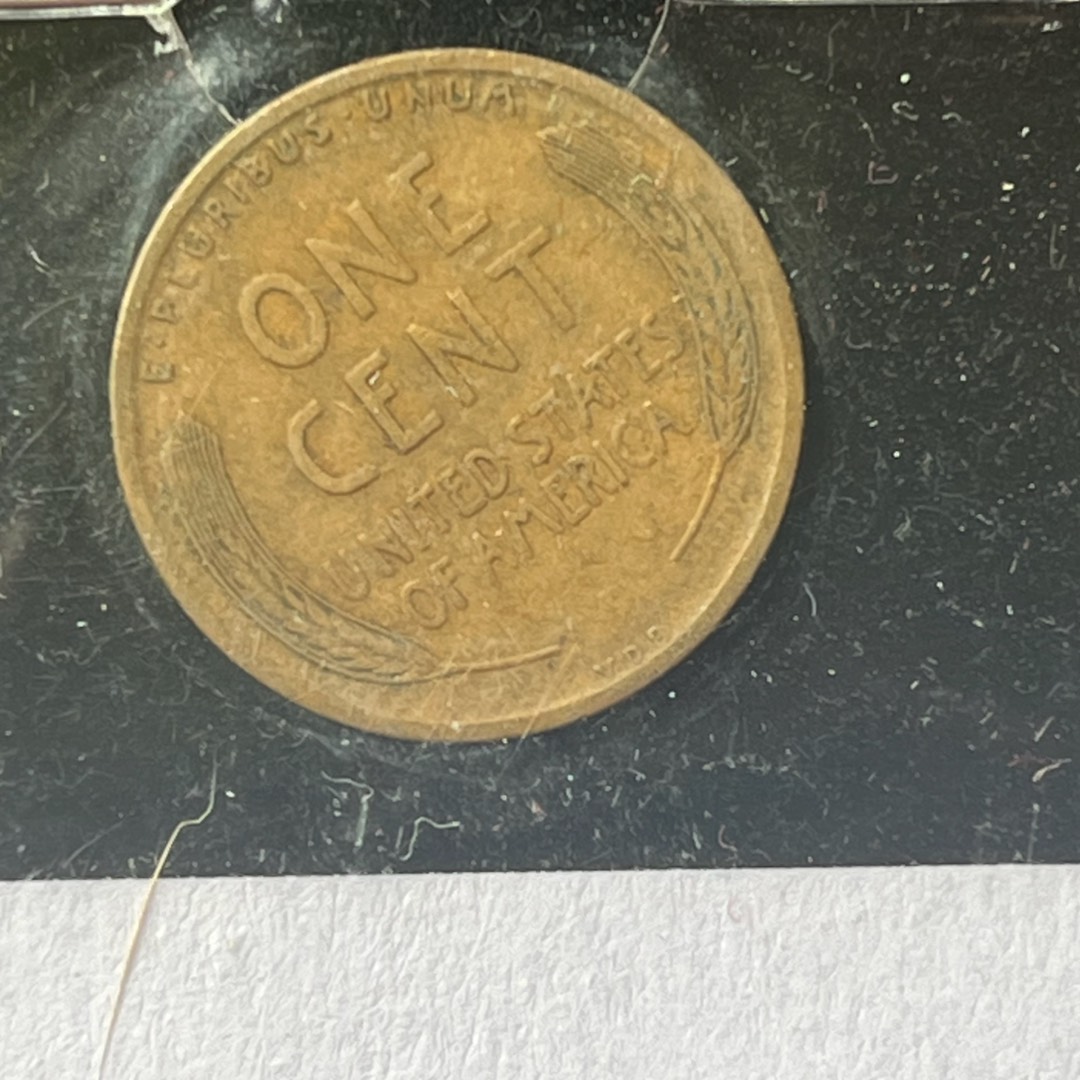 E·PLURIBUS·UNUM
ONE
CENT
UNITED·STATES
OF AMERICA
V.D.B.